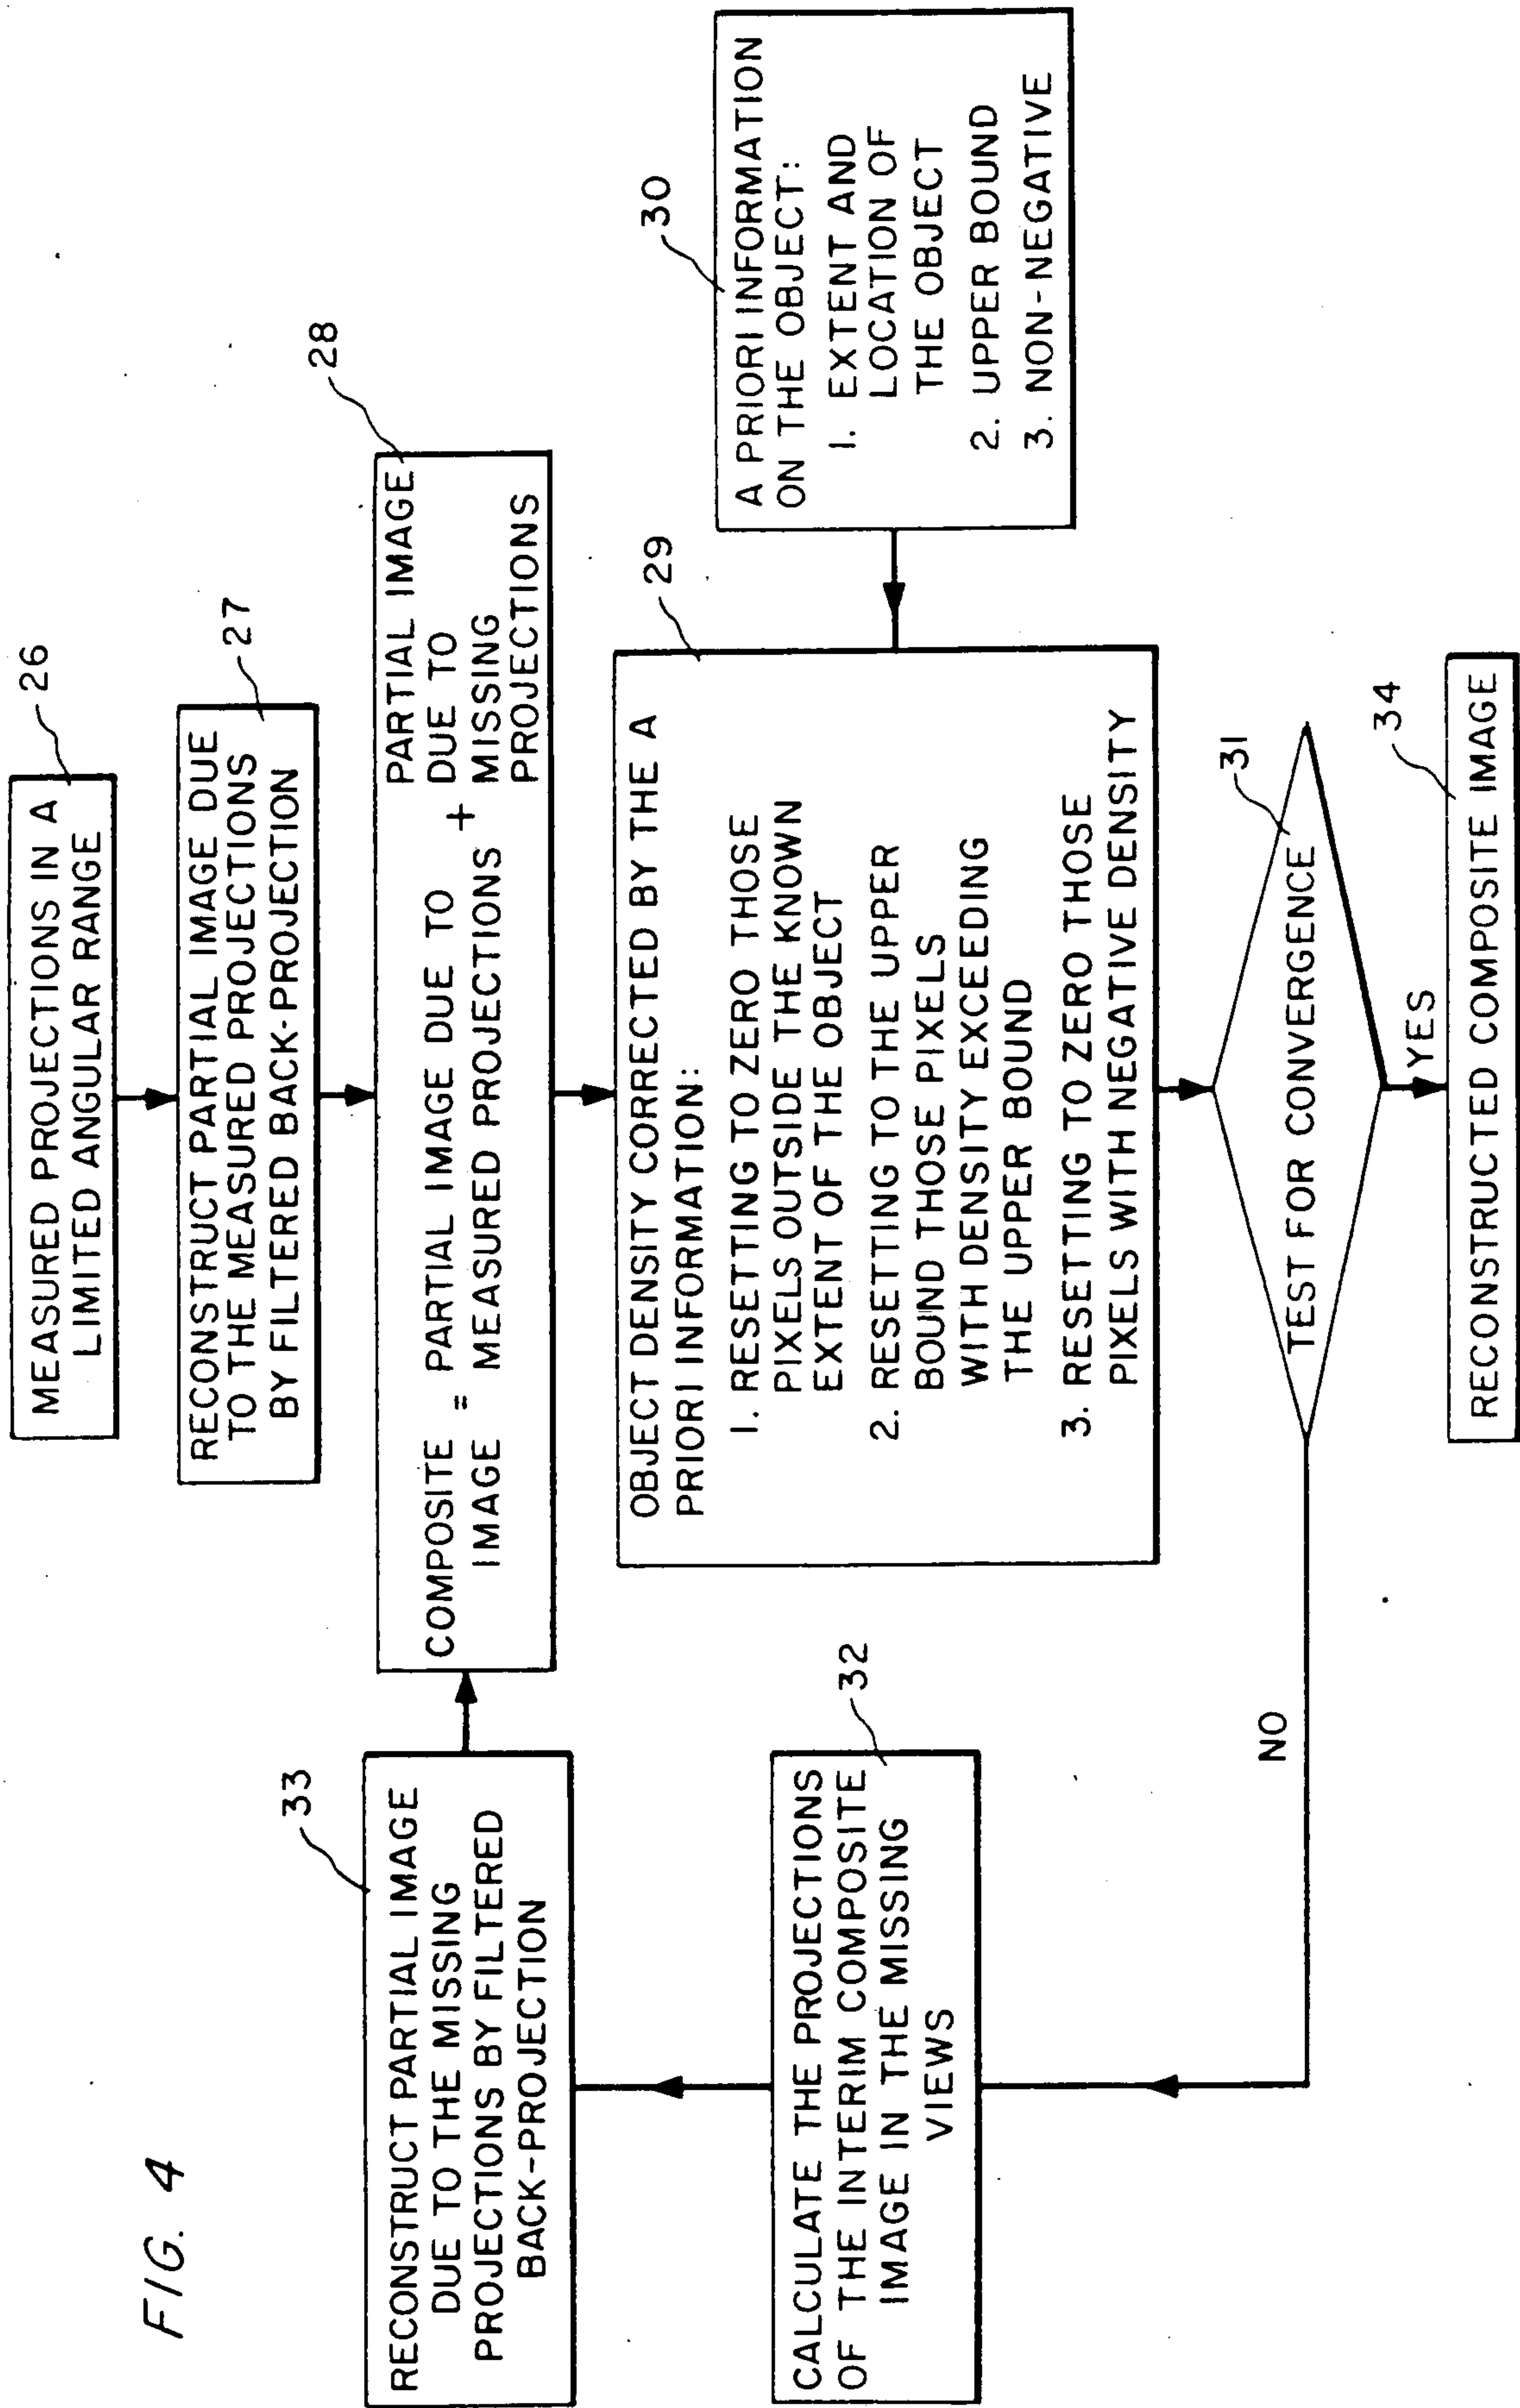 FIG. 4
26
MEASURED PROJECTIONS IN A
LIMITED ANGULAR RANGE
27
RECONSTRUCT PARTIAL IMAGE DUE
TO THE MEASURED PROJECTIONS
BY FILTERED BACK-PROJECTION
28
COMPOSITE = PARTIAL IMAGE DUE TO
IMAGE MEASURED PROJECTIONS +
PARTIAL IMAGE
DUE TO
MISSING
PROJECTIONS
29
OBJECT DENSITY CORRECTED BY THE A
PRIORI INFORMATION:
1. RESETTING TO ZERO THOSE
PIXELS OUTSIDE THE KNOWN
EXTENT OF THE OBJECT
2. RESETTING TO THE UPPER
BOUND THOSE PIXELS
WITH DENSITY EXCEEDING
THE UPPER BOUND
3. RESETTING TO ZERO THOSE
PIXELS WITH NEGATIVE DENSITY
30
A PRIORI INFORMATION
ON THE OBJECT:
1. EXTENT AND
LOCATION OF
THE OBJECT
2. UPPER BOUND
3. NON-NEGATIVE
31
TEST FOR CONVERGENCE
NO
YES
32
CALCULATE THE PROJECTIONS
OF THE INTERIM COMPOSITE
IMAGE IN THE MISSING
VIEWS
33
RECONSTRUCT PARTIAL IMAGE
DUE TO THE MISSING
PROJECTIONS BY FILTERED
BACK-PROJECTION
34
RECONSTRUCTED COMPOSITE IMAGE